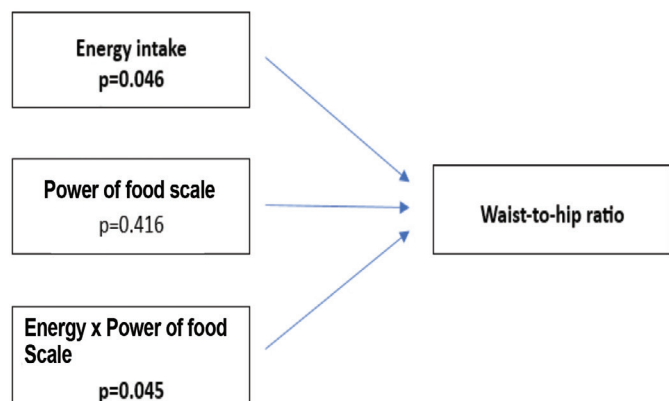 Energy intake
p=0.046
Power of food scale
p=0.416
Waist-to-hip ratio
Energy x Power of food
Scale
p=0.045